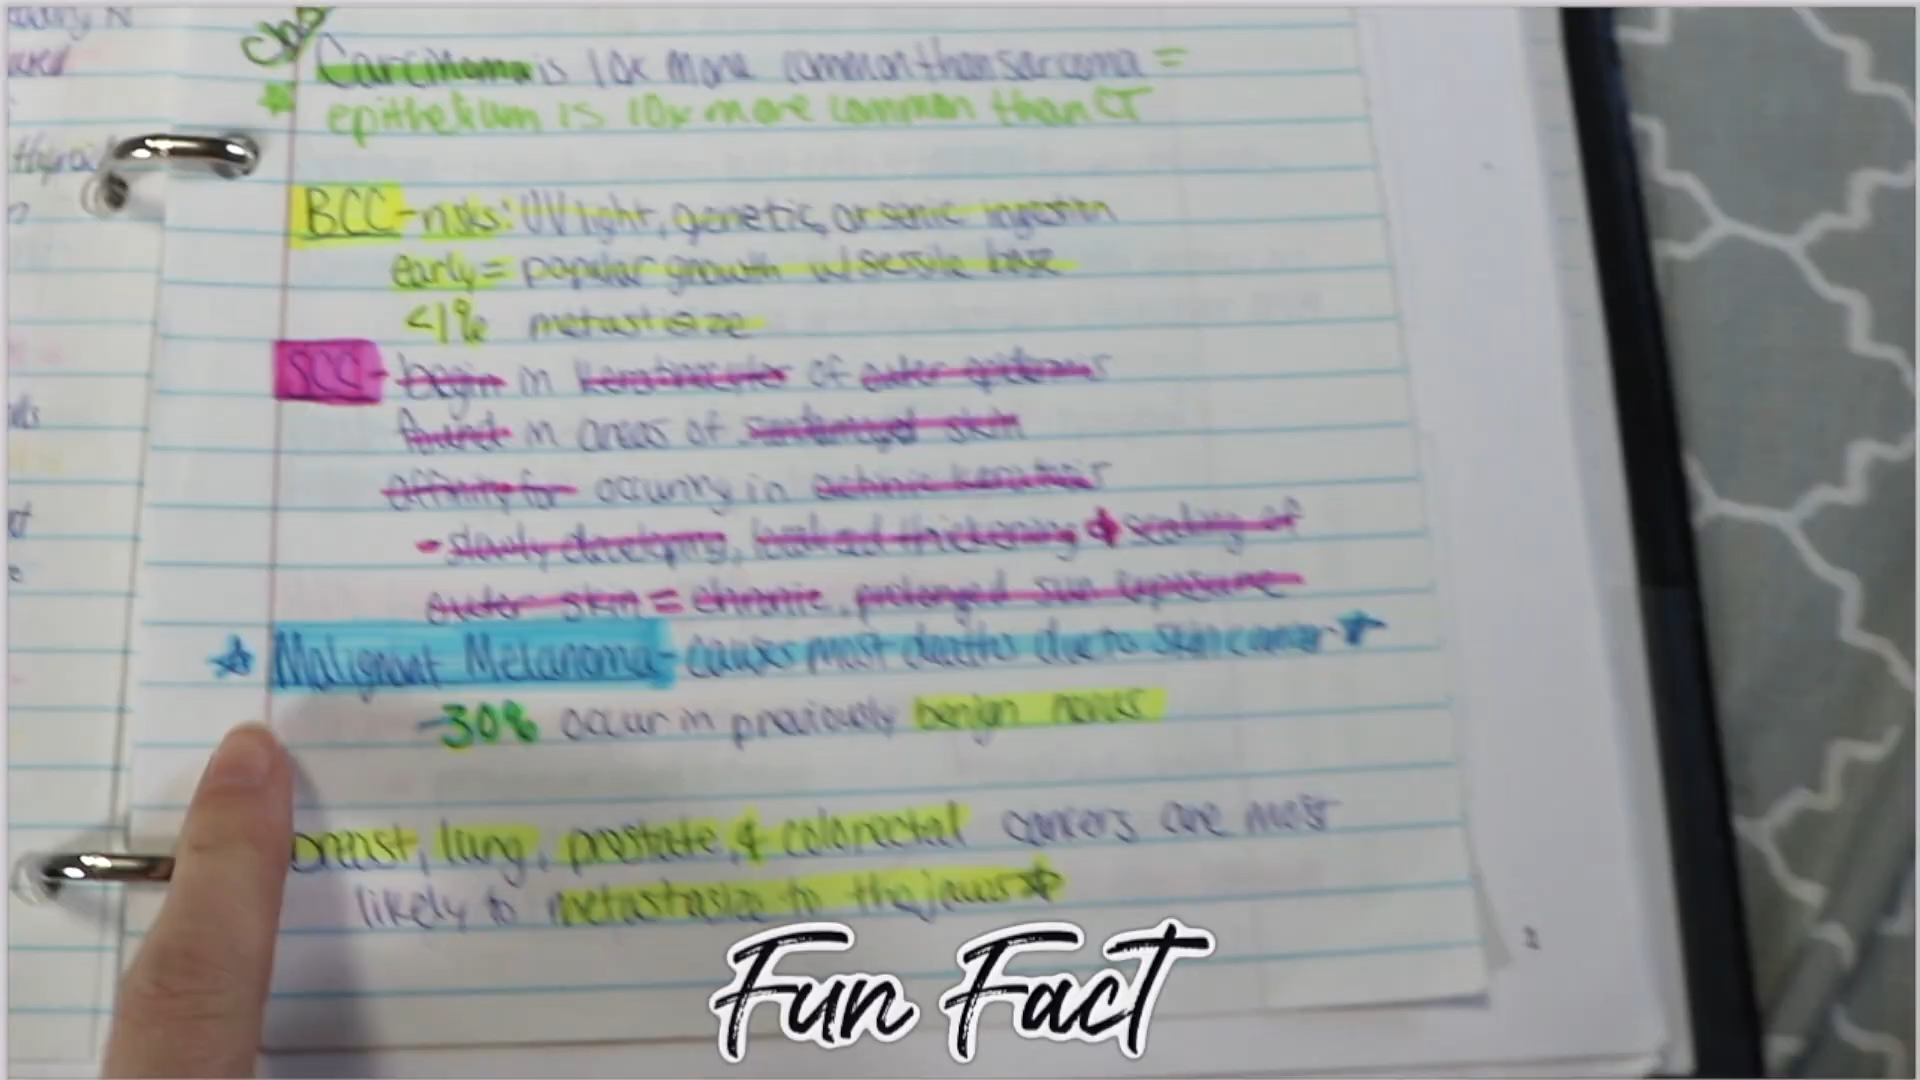 Carcinoma is 10x more common than sarcoma =
epithelium is 10x more common than CT
BCC - risks: UV light, genetic, arsenic ingestion
early = papular growth w/ sessile base
<1% metastisize
SCC - begin in keratinocytes of outer epidermis
found in areas of sundamaged skin
affinity for occuring in actinic keratosis
- slowly developing, localized thickening & scaling of
outer skin = chronic, prolonged sun exposure
Malignant Melanoma - causes most deaths due to skin cancer
-30% occur in previously benign nevus
breast, lung, prostate, & colorectal cancers are most
likely to metastasize to the jaws
Fun Fact
2